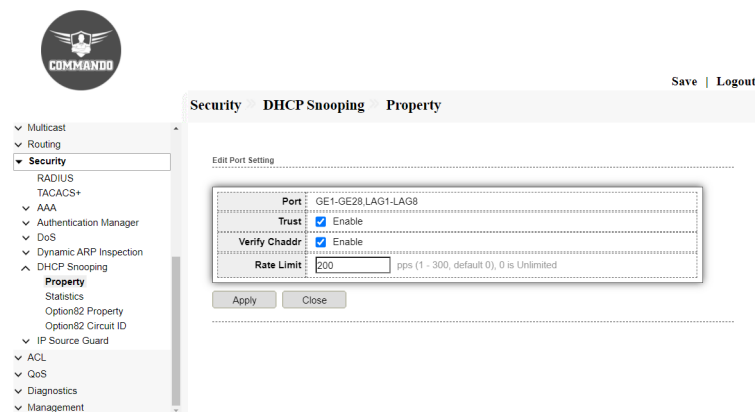 COMMANDO
Save | Logout
Security » DHCP Snooping » Property
Multicast
Routing
Security
RADIUS
TACACS+
AAA
Authentication Manager
DoS
Dynamic ARP Inspection
DHCP Snooping
Property
Statistics
Option82 Property
Option82 Circuit ID
IP Source Guard
ACL
QoS
Diagnostics
Management
Edit Port Setting
Port GE1-GE28,LAG1-LAG8
Trust Enable
Verify Chaddr Enable
Rate Limit 200 pps (1 - 300, default 0), 0 is Unlimited
Apply Close